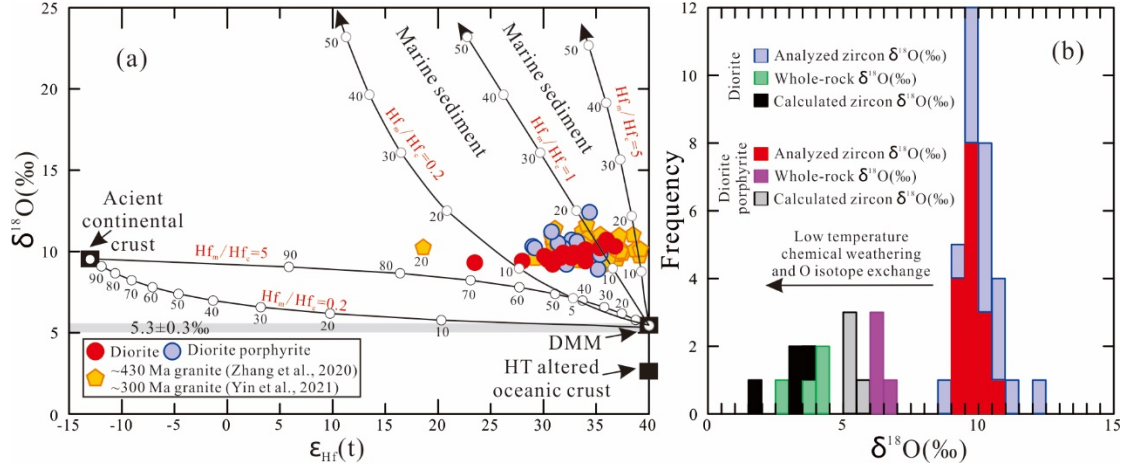 (a)
δ18O(‰)
25
20
15
10
5
0
50
50
50
40
40
40
30
30
30
20
20
20
10
10
10
Marine sediment
Marine sediment
Hfm/Hfc=0.2
Hfm/Hfc=1
Hfm/Hfc=5
Acient
continental
crust
Hfm/Hfc=5
90
80
70
60
50
40
30
20
5
20
Hfm/Hfc=0.2
90
80
70
60
50
40
30
20
10
5.3±0.3‰
DMM
HT altered
oceanic crust
Diorite
Diorite porphyrite
~430 Ma granite (Zhang et al., 2020)
~300 Ma granite (Yin et al., 2021)
-15 -10 -5 0 5 10 15 20 25 30 35 40
εHf(t)
(b)
Frequency
12
10
8
6
4
2
0
Diorite
Analyzed zircon δ18O(‰)
Whole-rock δ18O(‰)
Calculated zircon δ18O(‰)
Diorite
porphyrite
Analyzed zircon δ18O(‰)
Whole-rock δ18O(‰)
Calculated zircon δ18O(‰)
Low temperature
chemical weathering
and O isotope exchange
0 5 10 15
δ18O(‰)